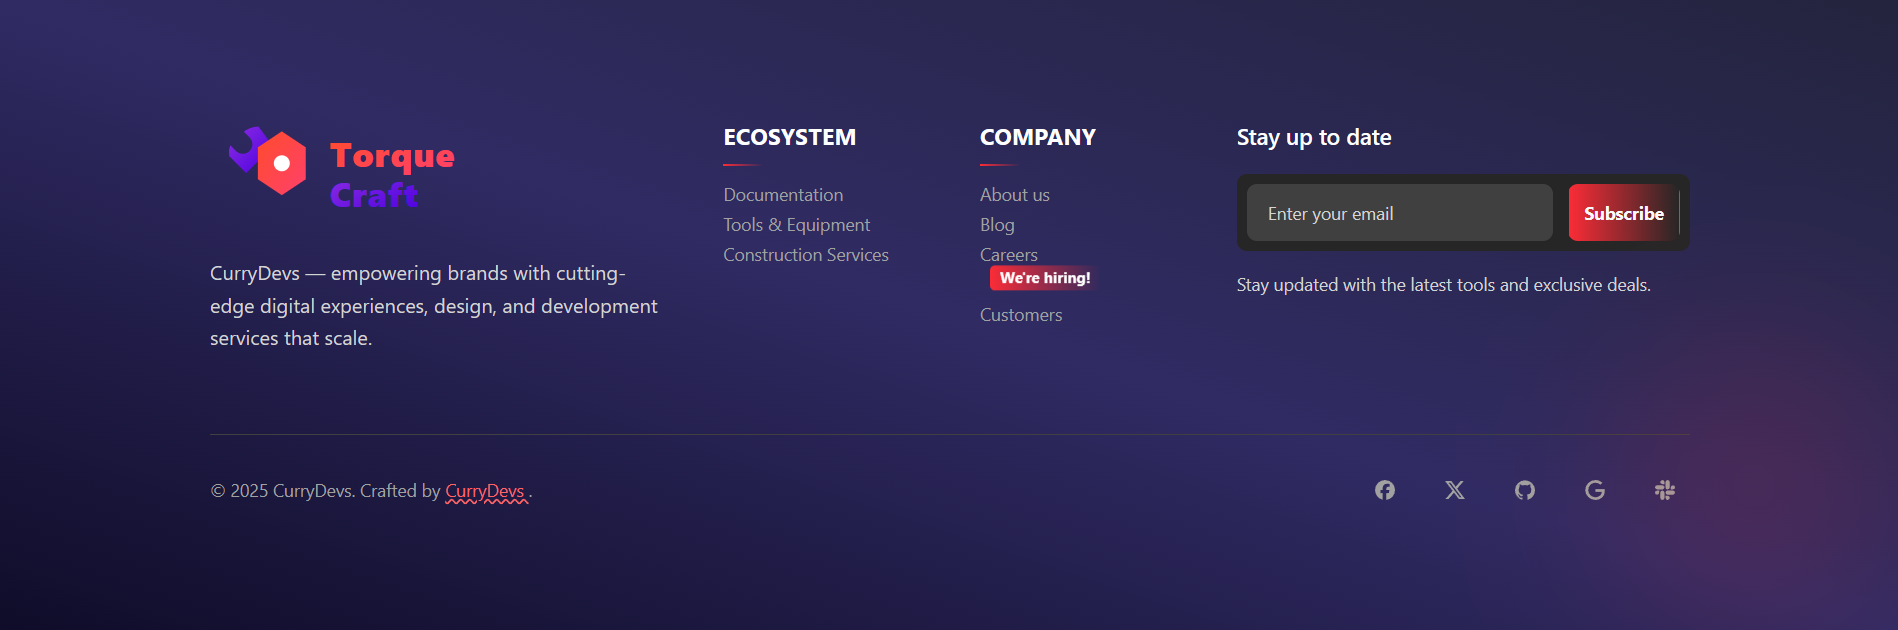 Torque
Craft
CurryDevs — empowering brands with cutting-
edge digital experiences, design, and development
services that scale.
ECOSYSTEM
Documentation
Tools & Equipment
Construction Services
COMPANY
About us
Blog
Careers
We're hiring!
Customers
Stay up to date
Enter your email
Subscribe
Stay updated with the latest tools and exclusive deals.
© 2025 CurryDevs. Crafted by CurryDevs .